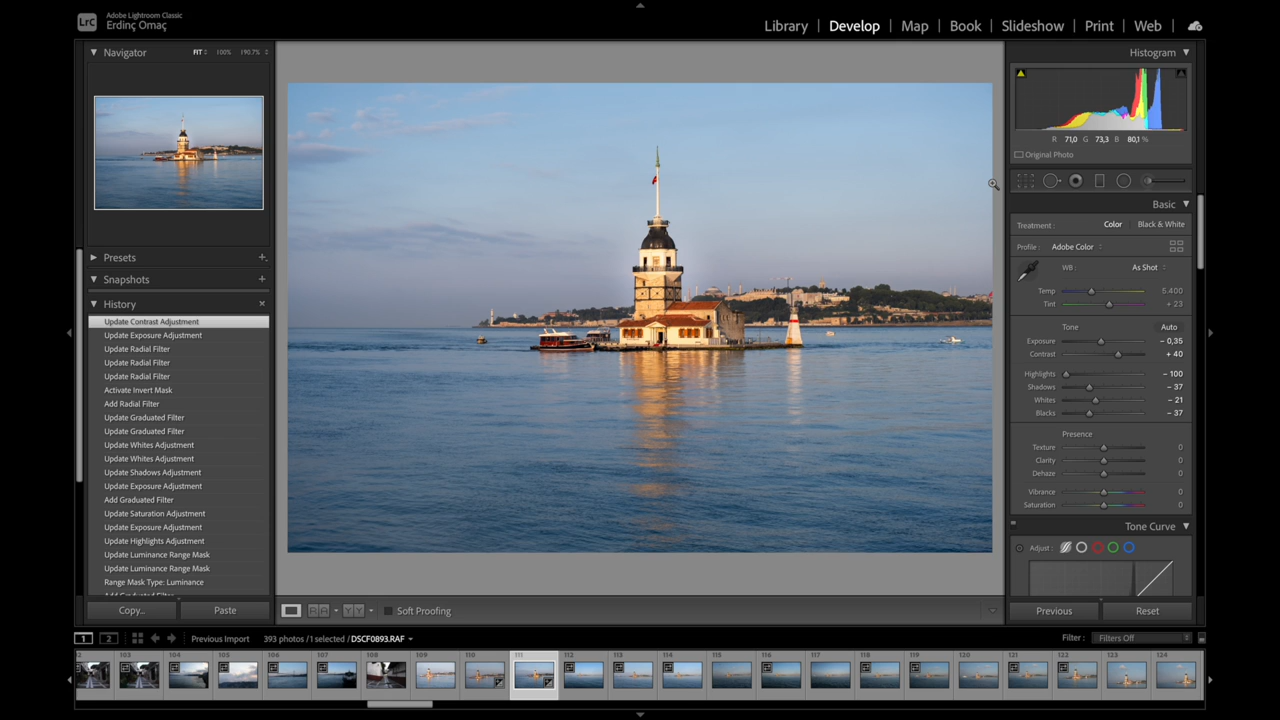 LrC
Adobe Lightroom Classic
Erdinç Omaç
Library | Develop | Map | Book | Slideshow | Print | Web |
Navigator FIT 100% 190.7%
Presets
Snapshots
History
Update Contrast Adjustment
Update Exposure Adjustment
Update Radial Filter
Update Radial Filter
Update Radial Filter
Activate Invert Mask
Add Radial Filter
Update Graduated Filter
Update Graduated Filter
Update Whites Adjustment
Update Whites Adjustment
Update Shadows Adjustment
Update Exposure Adjustment
Add Graduated Filter
Update Saturation Adjustment
Update Exposure Adjustment
Update Highlights Adjustment
Update Luminance Range Mask
Update Luminance Range Mask
Range Mask Type: Luminance
Copy... Paste
Soft Proofing
Histogram
R 71,0 G 73,3 B 80,1 %
Original Photo
Basic
Treatment : Color | Black & White
Profile : Adobe Color
WB : As Shot
Temp 5.400
Tint + 23
Tone Auto
Exposure – 0,35
Contrast + 40
Highlights – 100
Shadows – 37
Whites – 21
Blacks – 37
Presence
Texture 0
Clarity 0
Dehaze 0
Vibrance 0
Saturation 0
Tone Curve
Adjust :
Previous Reset
1 2 Previous Import 393 photos / 1 selected / DSCF0893.RAF Filter : Filters Off
2 103 104 105 106 107 108 109 110 111 112 113 114 115 116 117 118 119 120 121 122 123 124